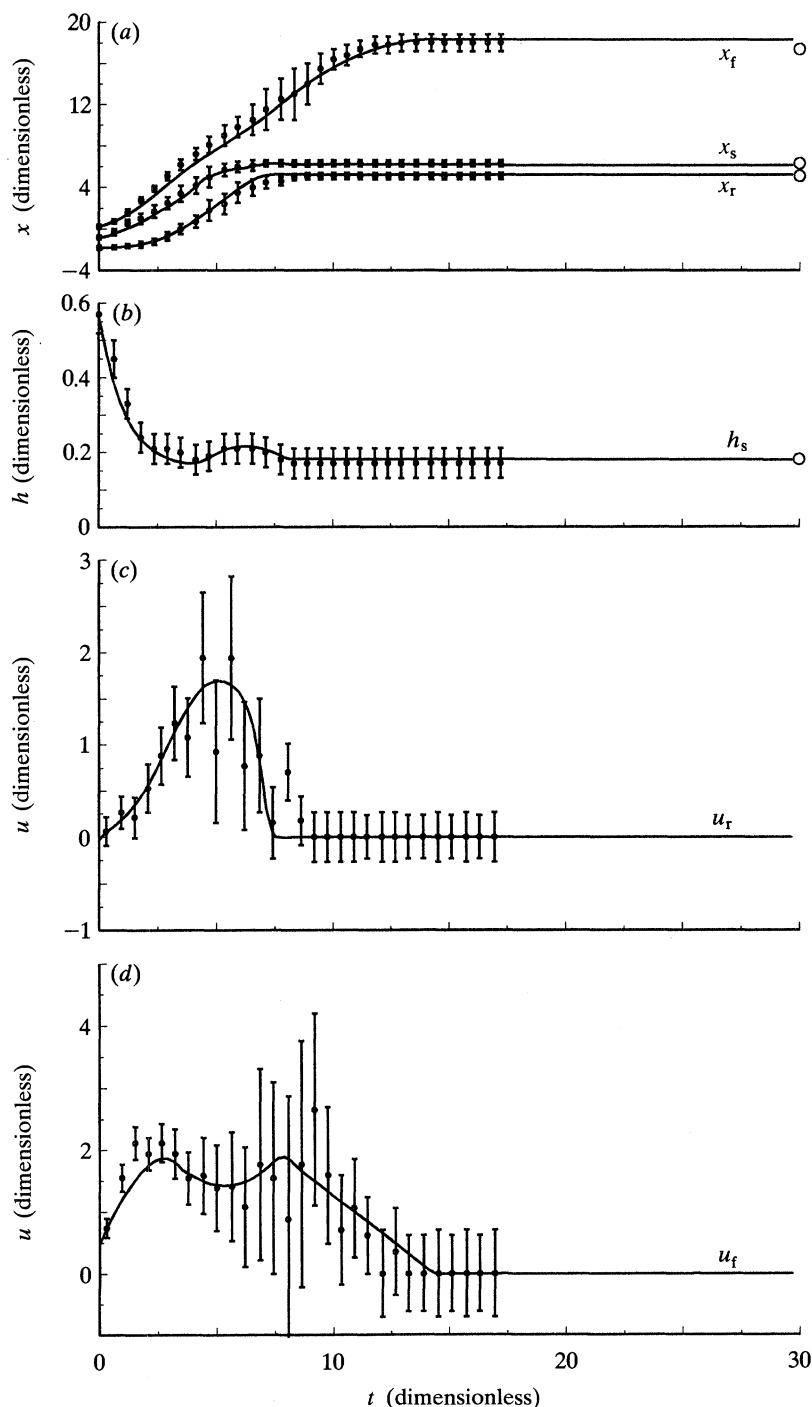 (a)
20
12
4
−4
x (dimensionless)
x_f
x_s
x_r
(b)
0.6
0.4
0.2
0
h (dimensionless)
h_s
(c)
3
2
1
0
−1
u (dimensionless)
u_r
(d)
4
2
0
u (dimensionless)
u_f
0 10 20 30
t (dimensionless)